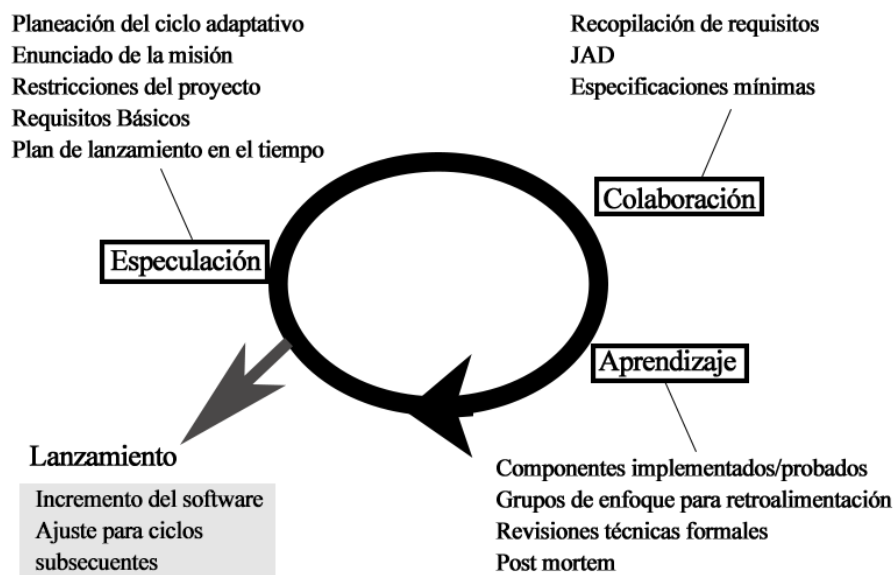 Planeación del ciclo adaptativo
Enunciado de la misión
Restricciones del proyecto
Requisitos Básicos
Plan de lanzamiento en el tiempo
Recopilación de requisitos
JAD
Especificaciones mínimas
Colaboración
Especulación
Aprendizaje
Lanzamiento
Incremento del software
Ajuste para ciclos
subsecuentes
Componentes implementados/probados
Grupos de enfoque para retroalimentación
Revisiones técnicas formales
Post mortem